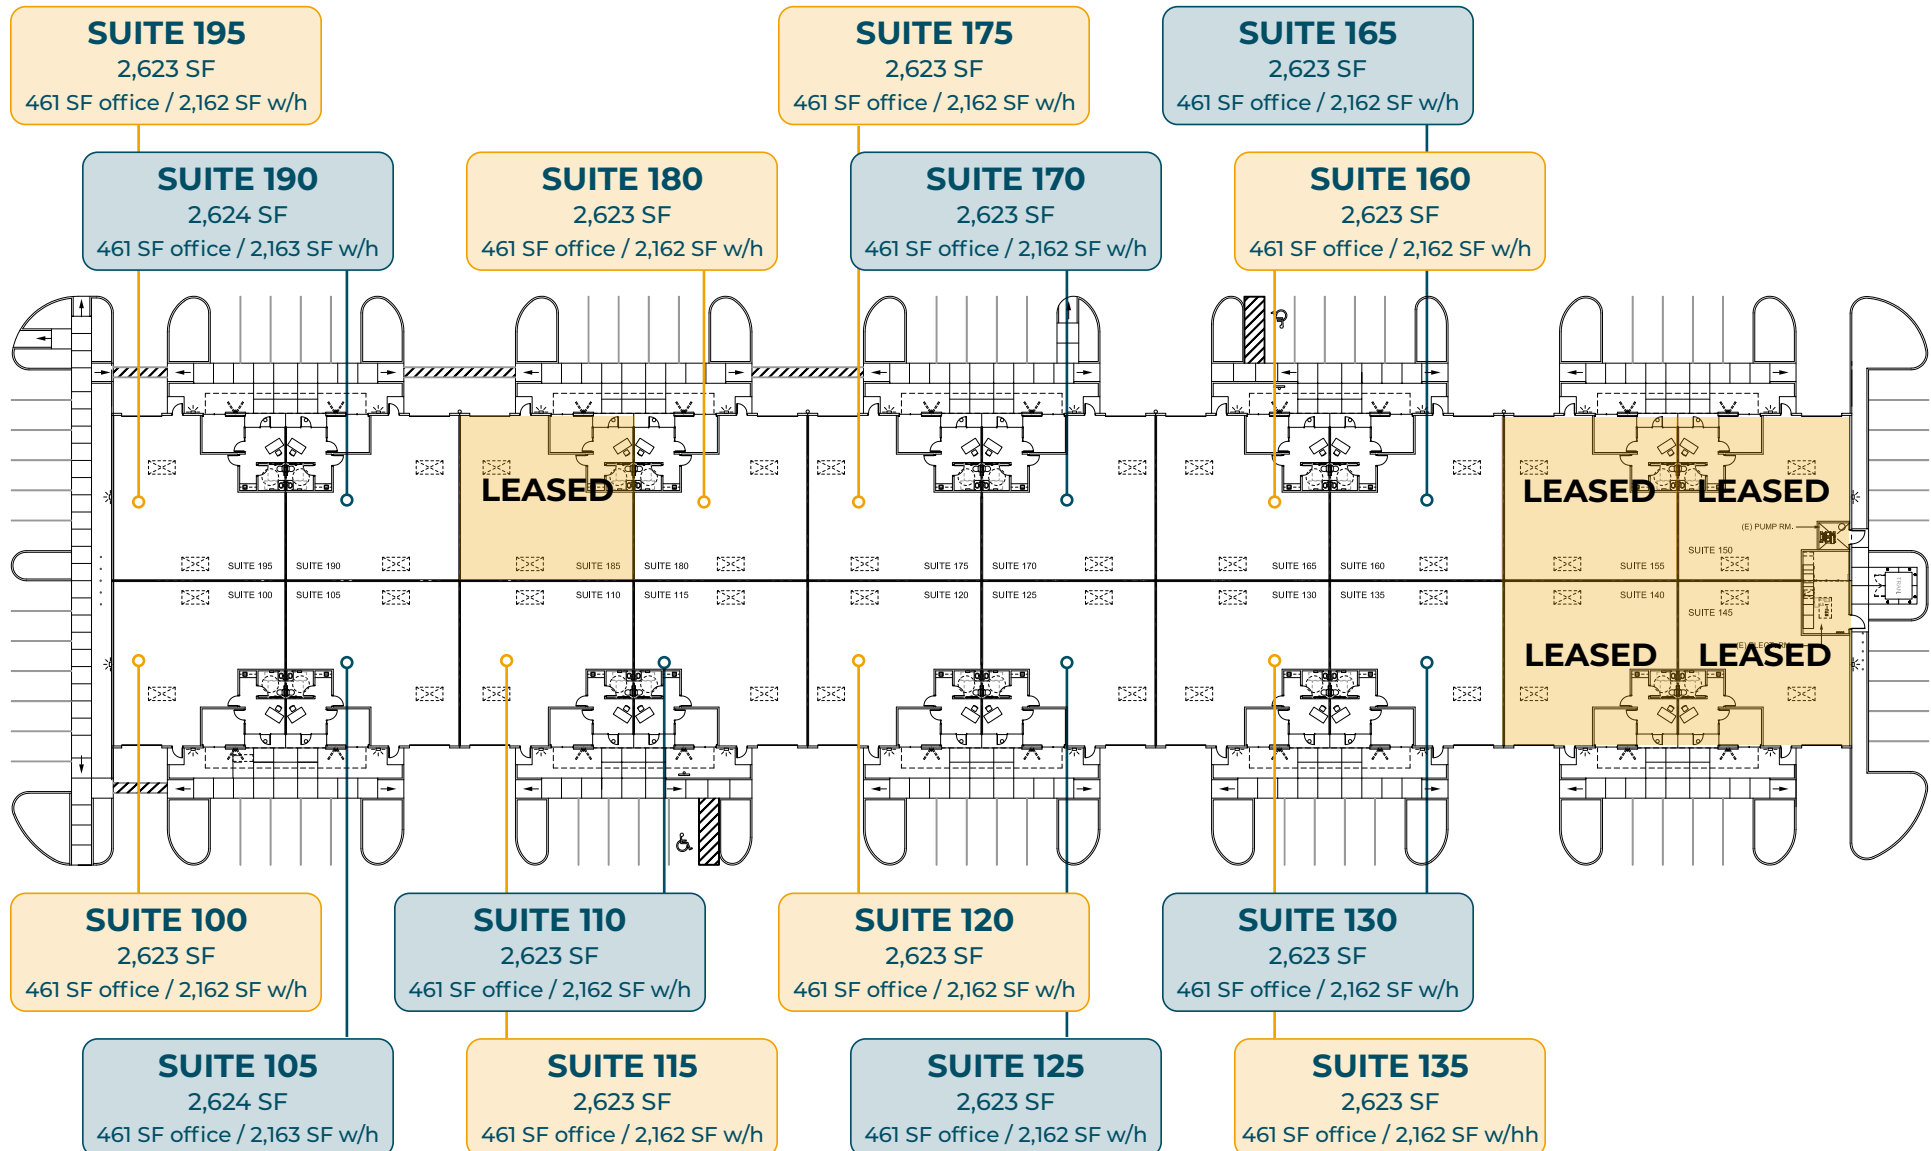 SUITE 195
2,623 SF
461 SF office / 2,162 SF w/h
SUITE 175
2,623 SF
461 SF office / 2,162 SF w/h
SUITE 165
2,623 SF
461 SF office / 2,162 SF w/h
SUITE 190
2,624 SF
461 SF office / 2,163 SF w/h
SUITE 180
2,623 SF
461 SF office / 2,162 SF w/h
SUITE 170
2,623 SF
461 SF office / 2,162 SF w/h
SUITE 160
2,623 SF
461 SF office / 2,162 SF w/h
LEASED
LEASED
LEASED
(E) PUMP RM.
SUITE 195
SUITE 190
SUITE 185
SUITE 180
SUITE 175
SUITE 170
SUITE 165
SUITE 160
SUITE 155
SUITE 150
SUITE 100
SUITE 105
SUITE 110
SUITE 115
SUITE 120
SUITE 125
SUITE 130
SUITE 135
SUITE 140
SUITE 145
LEASED
LEASED
SUITE 100
2,623 SF
461 SF office / 2,162 SF w/h
SUITE 110
2,623 SF
461 SF office / 2,162 SF w/h
SUITE 120
2,623 SF
461 SF office / 2,162 SF w/h
SUITE 130
2,623 SF
461 SF office / 2,162 SF w/h
SUITE 105
2,624 SF
461 SF office / 2,163 SF w/h
SUITE 115
2,623 SF
461 SF office / 2,162 SF w/h
SUITE 125
2,623 SF
461 SF office / 2,162 SF w/h
SUITE 135
2,623 SF
461 SF office / 2,162 SF w/hh